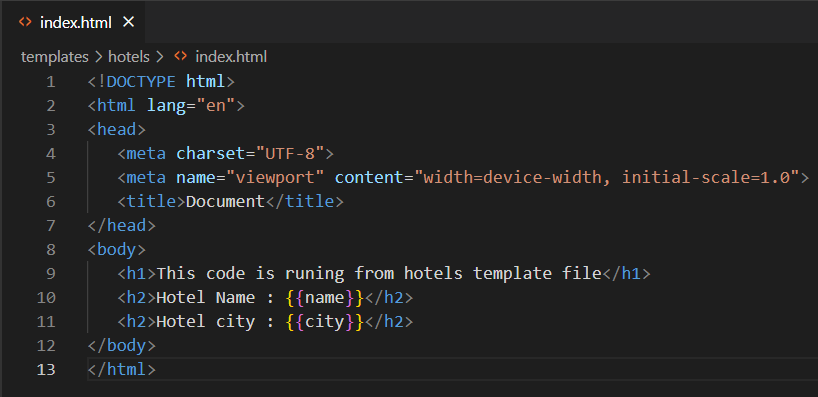 index.html
templates > hotels > index.html
1 <!DOCTYPE html>
2 <html lang="en">
3 <head>
4 <meta charset="UTF-8">
5 <meta name="viewport" content="width=device-width, initial-scale=1.0">
6 <title>Document</title>
7 </head>
8 <body>
9 <h1>This code is runing from hotels template file</h1>
10 <h2>Hotel Name : {{name}}</h2>
11 <h2>Hotel city : {{city}}</h2>
12 </body>
13 </html>